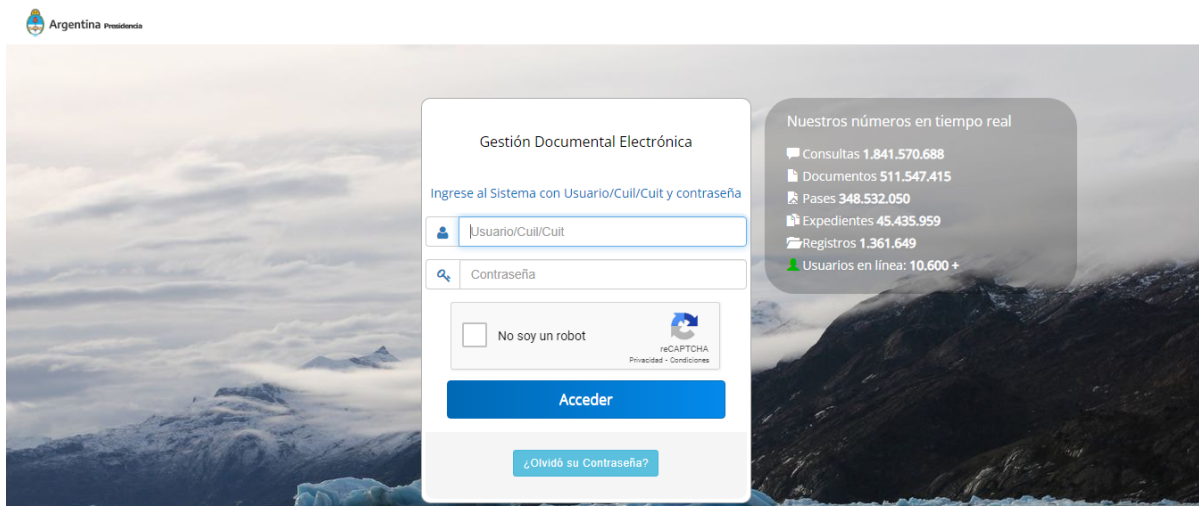 Argentina Presidencia
Gestión Documental Electrónica
Ingrese al Sistema con Usuario/Cuil/Cuit y contraseña
Usuario/Cuil/Cuit
Contraseña
No soy un robot
reCAPTCHA
Privacidad - Condiciones
Acceder
¿Olvidó su Contraseña?
Nuestros números en tiempo real
Consultas 1.841.570.688
Documentos 511.547.415
Pases 348.532.050
Expedientes 45.435.959
Registros 1.361.649
Usuarios en línea: 10.600 +